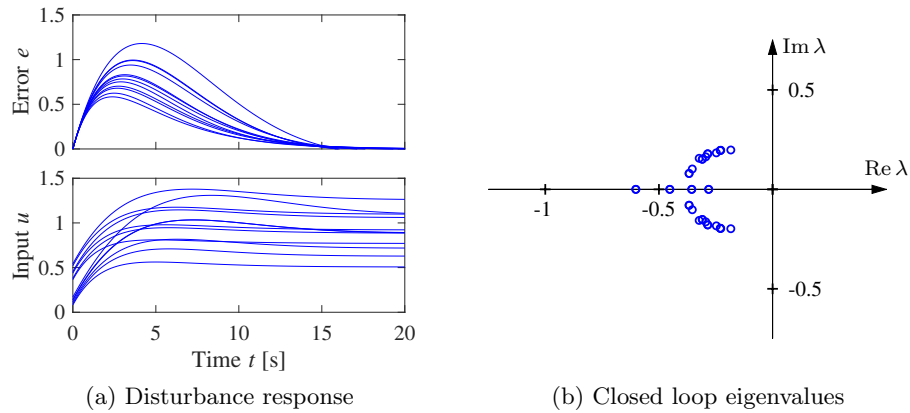 1.5
1
0.5
0
Error e
1.5
1
0.5
0
Input u
0 5 10 15 20
Time t [s]
(a) Disturbance response
Im λ
0.5
Re λ
-1 -0.5
-0.5
(b) Closed loop eigenvalues